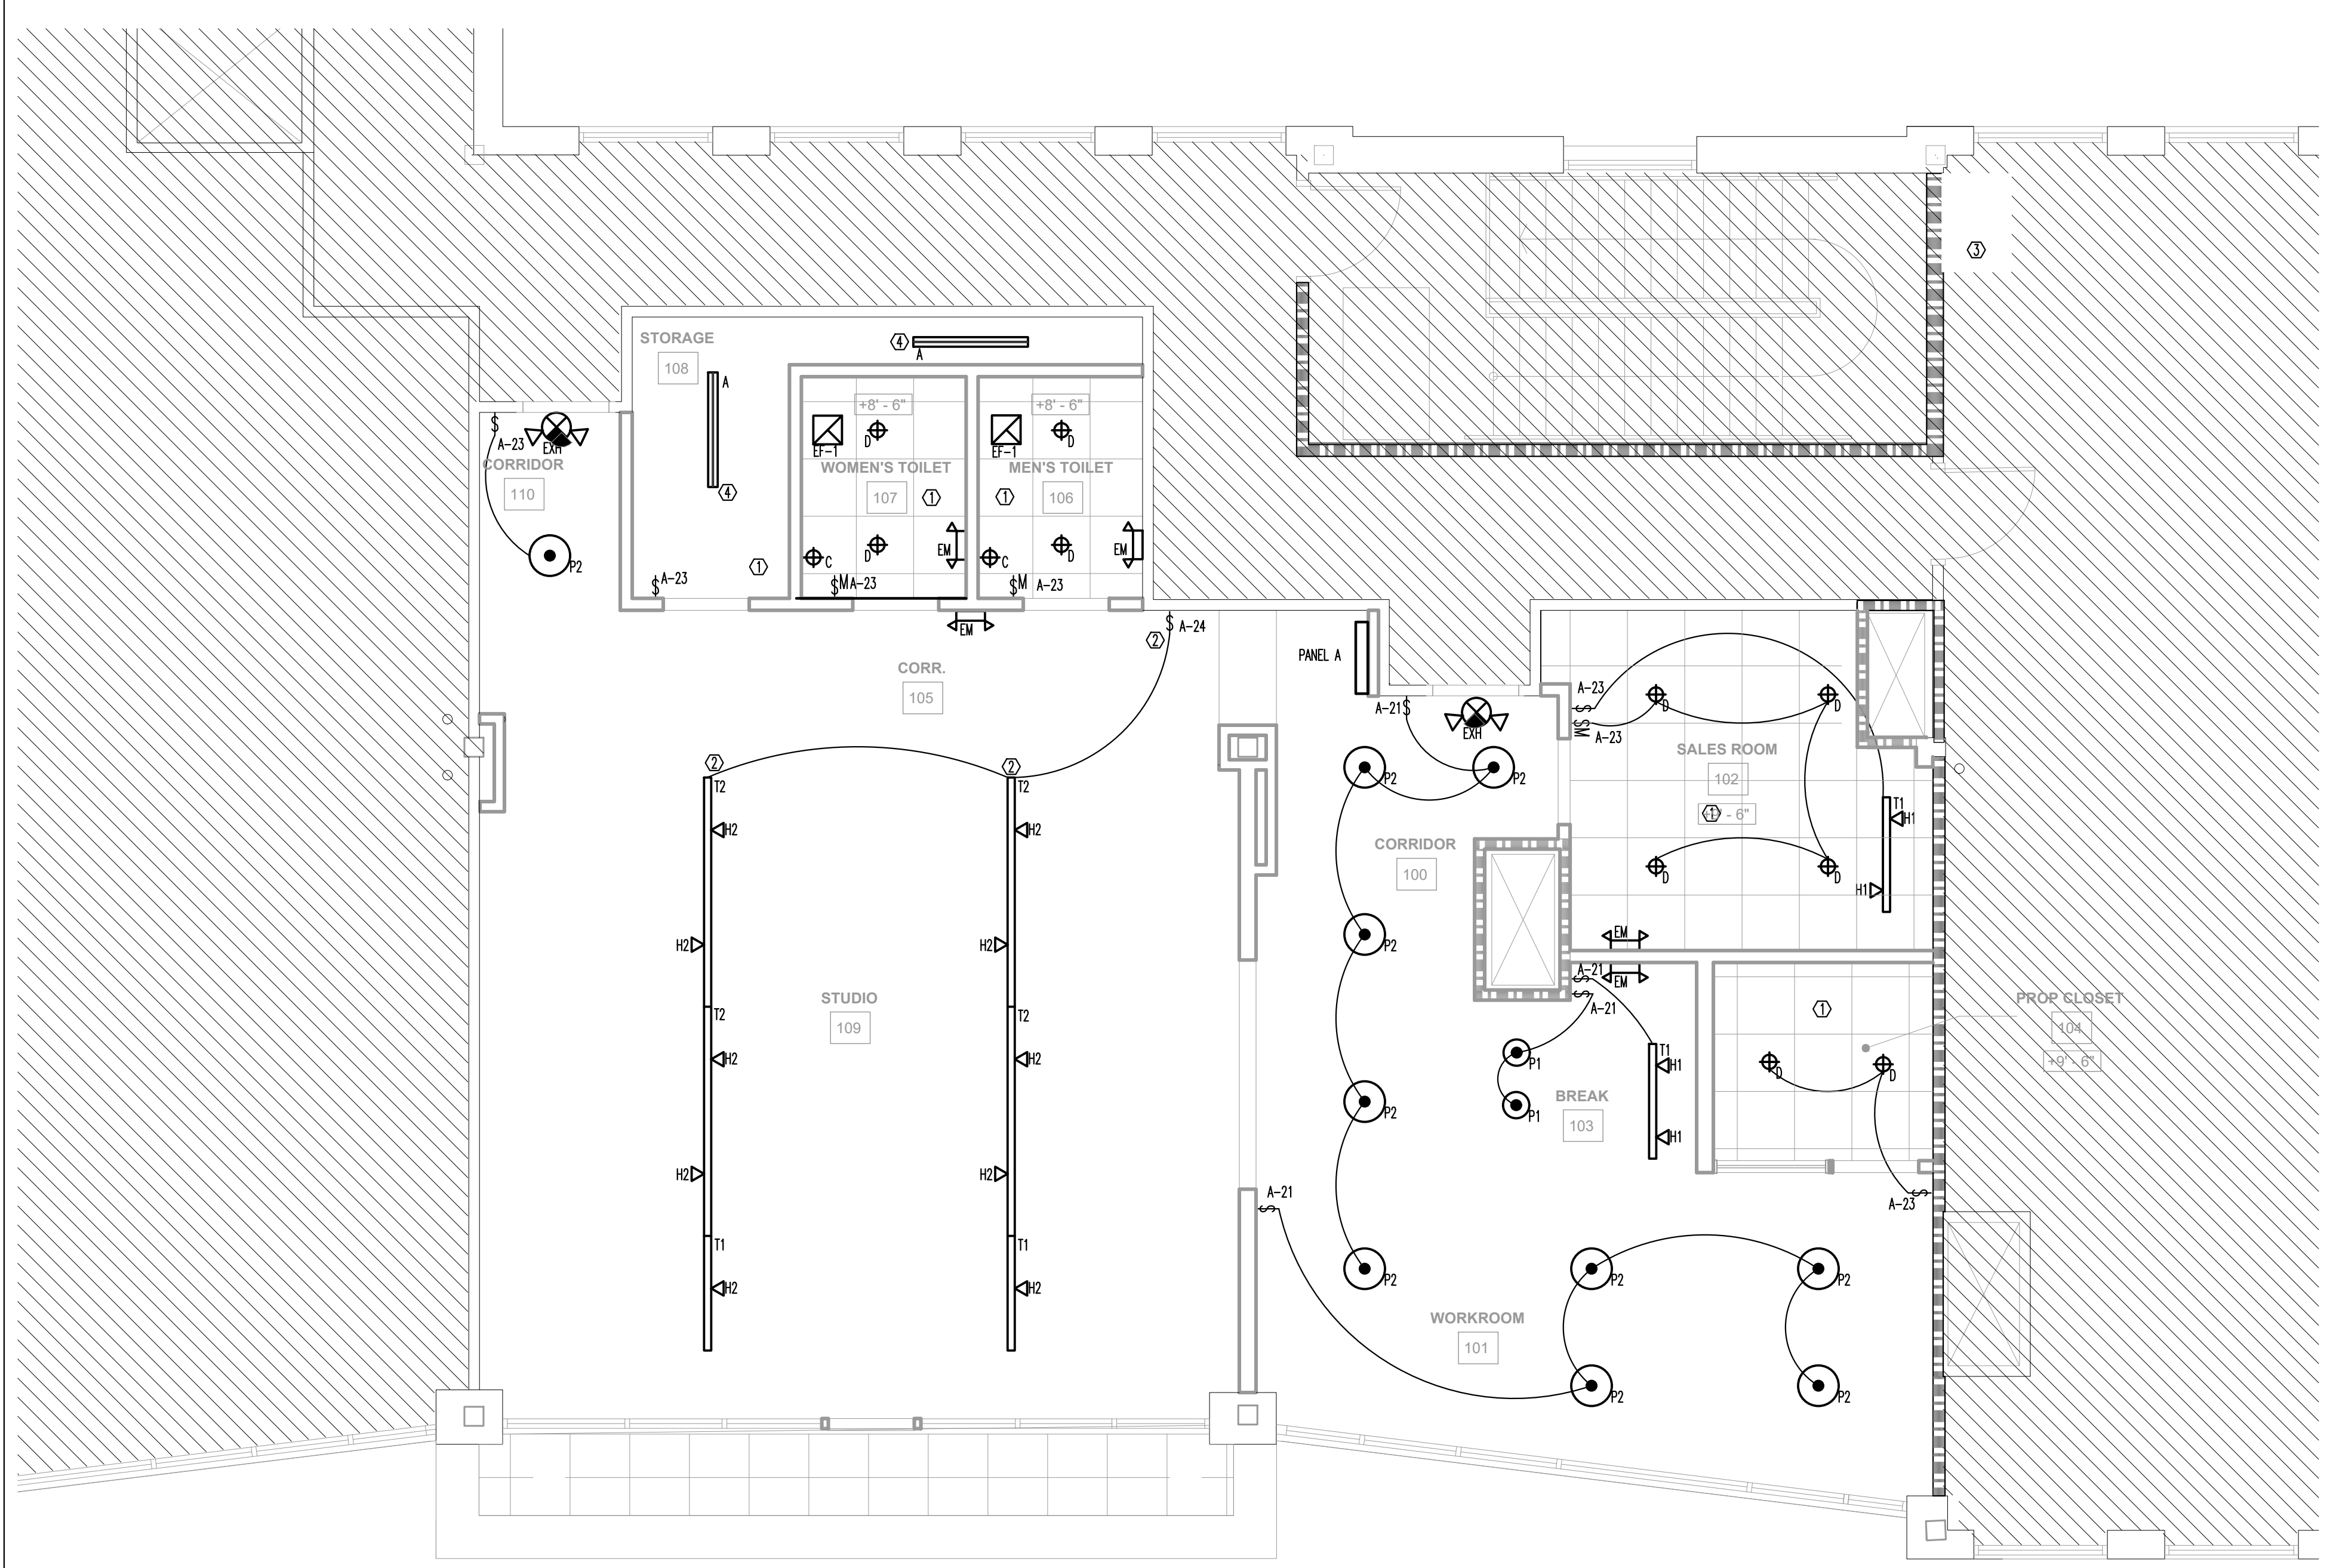 3
STORAGE
108
4
A
A
4
+8' - 6"
+8' - 6"
D
D
EF-1
EF-1
A-23
EXH
CORRIDOR
110
WOMEN'S TOILET
107
1
MEN'S TOILET
106
1
P2
D
D
C
C
EM
EM
1
$ A-23
$M A-23
$M A-23
EM
$ A-24
2
PANEL A
CORR.
105
A-21$
EXH
A-23
$
$M
A-23
D
D
SALES ROOM
102
1
D
D
T1
H1
H1
2
2
T2
T2
H2
H2
P2
P2
CORRIDOR
100
P2
H2
H2
EM
EM
A-21
$
$
A-21
STUDIO
109
T2
T2
H2
H2
P1
P1
T1
H1
H1
BREAK
103
1
PROP CLOSET
104
+9' - 6"
D
D
P2
H2
H2
A-21
$
A-23
$
T1
T1
H2
H2
P2
P2
P2
WORKROOM
101
P2
P2